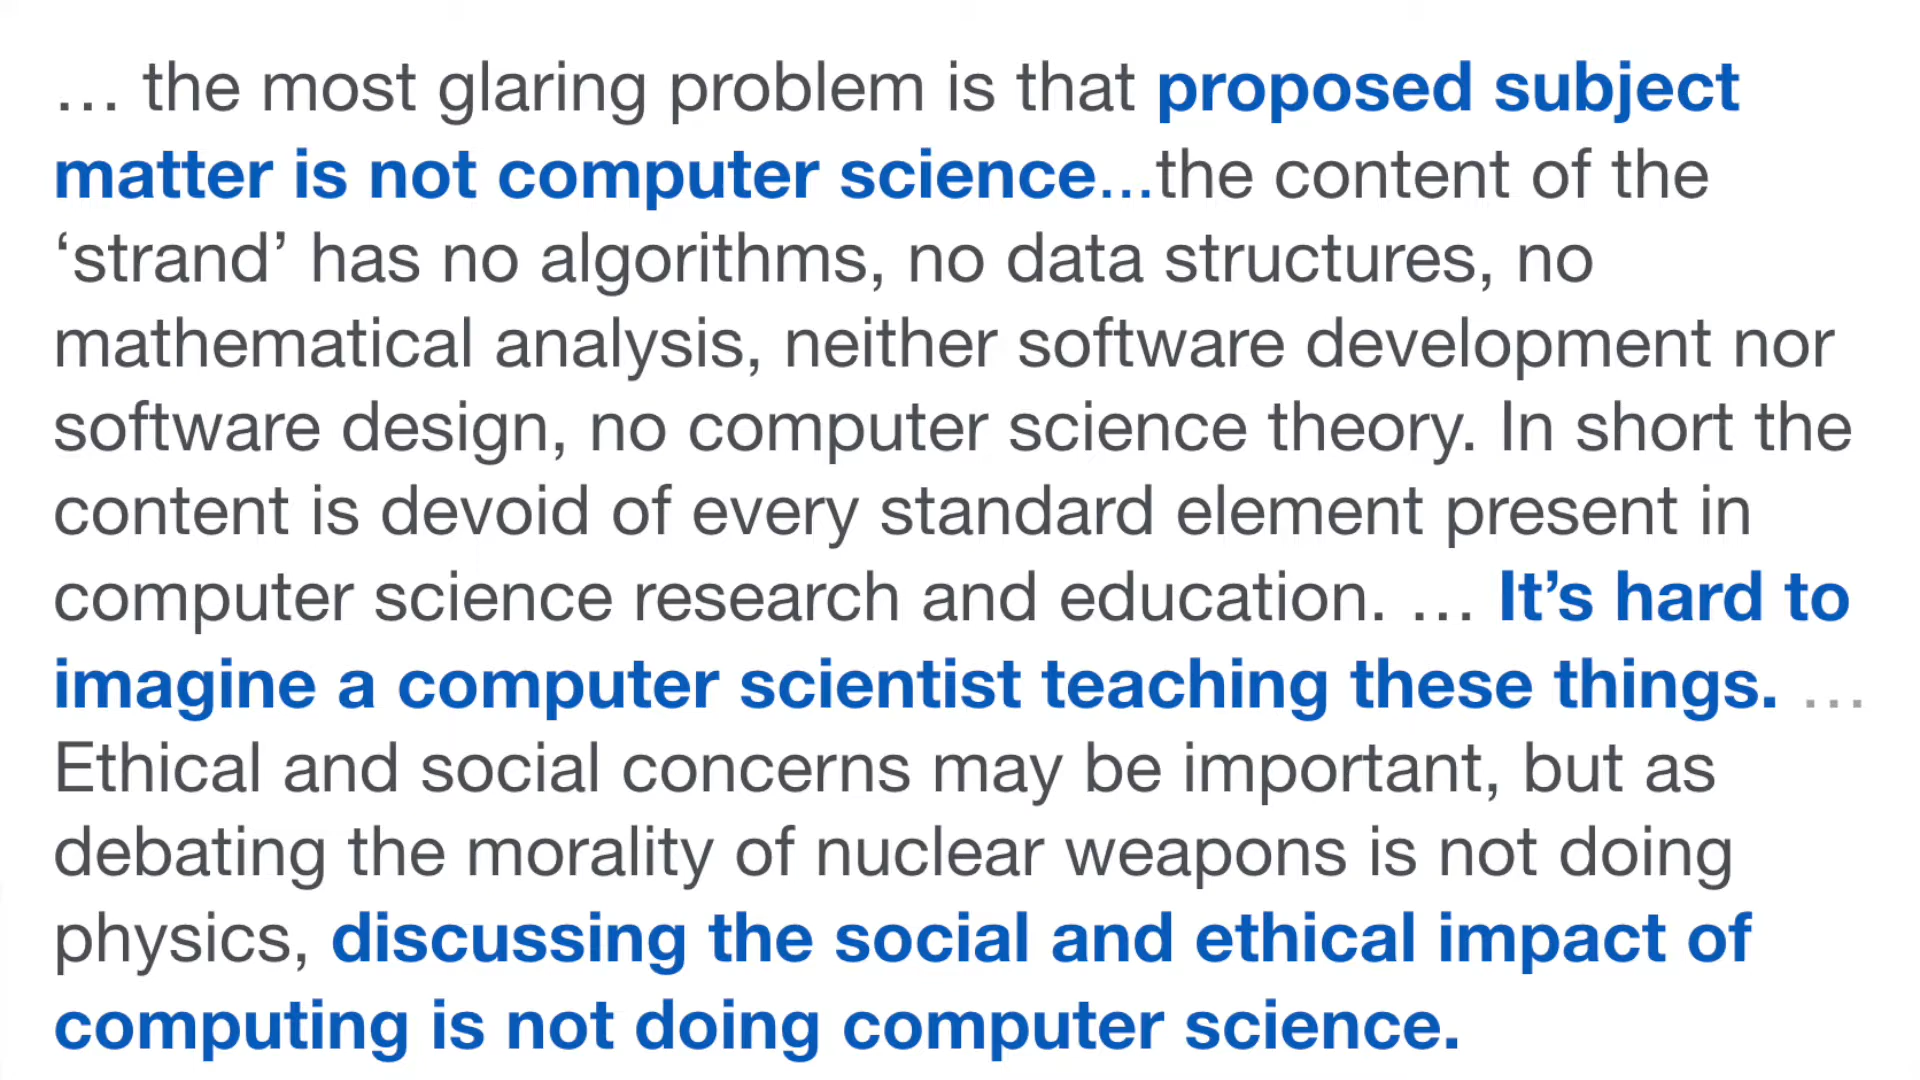 … the most glaring problem is that proposed subject
matter is not computer science...the content of the
‘strand’ has no algorithms, no data structures, no
mathematical analysis, neither software development nor
software design, no computer science theory. In short the
content is devoid of every standard element present in
computer science research and education. … It’s hard to
imagine a computer scientist teaching these things. …
Ethical and social concerns may be important, but as
debating the morality of nuclear weapons is not doing
physics, discussing the social and ethical impact of
computing is not doing computer science.